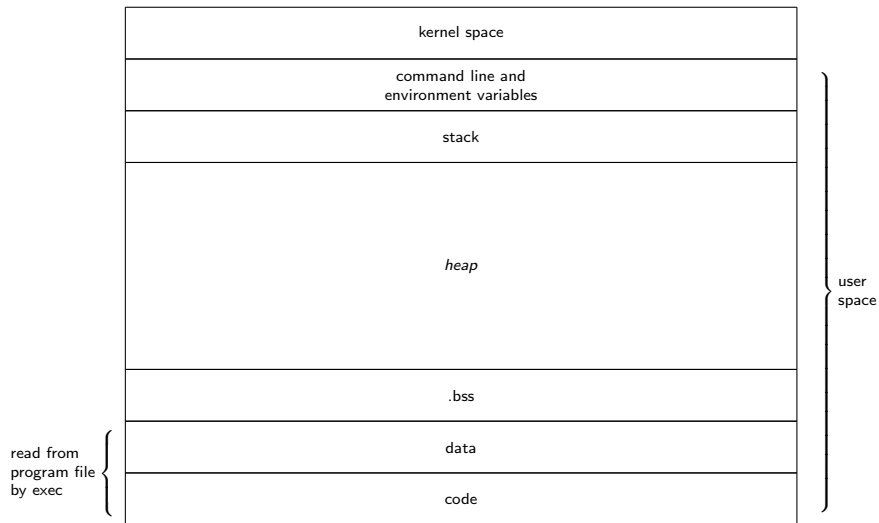 kernel space
command line and
environment variables
stack
heap
user
space
.bss
data
read from
program file
by exec
code